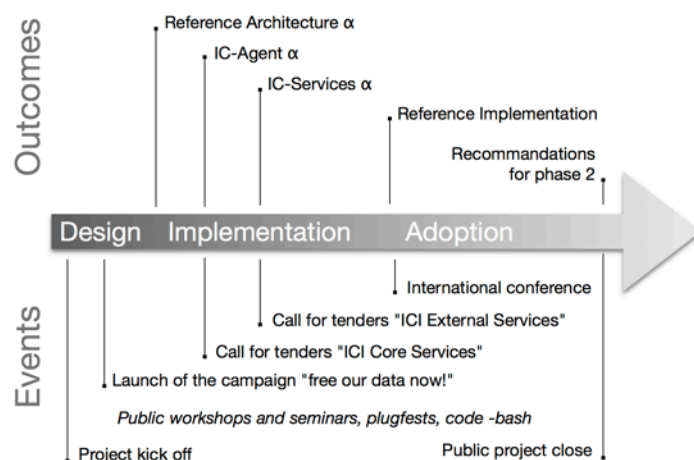 Outcomes
Reference Architecture α
IC-Agent α
IC-Services α
Reference Implementation
Recommandations
for phase 2
Design Implementation Adoption
Events
International conference
Call for tenders "ICI External Services"
Call for tenders "ICI Core Services"
Launch of the campaign "free our data now!"
Public workshops and seminars, plugfests, code -bash
Project kick off
Public project close